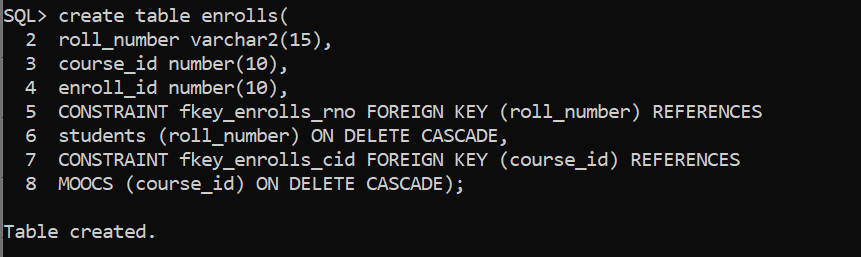 SQL> create table enrolls(
2 roll_number varchar2(15),
3 course_id number(10),
4 enroll_id number(10),
5 CONSTRAINT fkey_enrolls_rno FOREIGN KEY (roll_number) REFERENCES
6 students (roll_number) ON DELETE CASCADE,
7 CONSTRAINT fkey_enrolls_cid FOREIGN KEY (course_id) REFERENCES
8 MOOCS (course_id) ON DELETE CASCADE);
Table created.